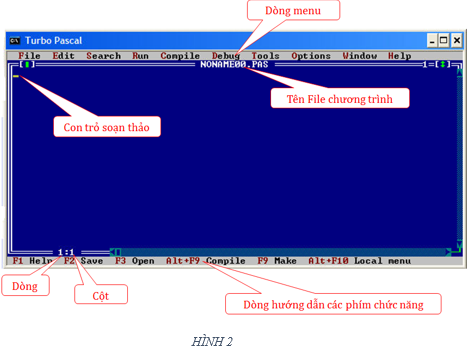 Dòng menu
Turbo Pascal
File Edit Search Run Compile Debug Tools Options Window Help
[■] NONAME00.PAS 1=[↕]
Tên File chương trình
Con trỏ soạn thảo
1:1
F1 Help F2 Save F3 Open Alt+F9 Compile F9 Make Alt+F10 Local menu
Dòng
Cột
Dòng hướng dẫn các phím chức năng
HÌNH 2